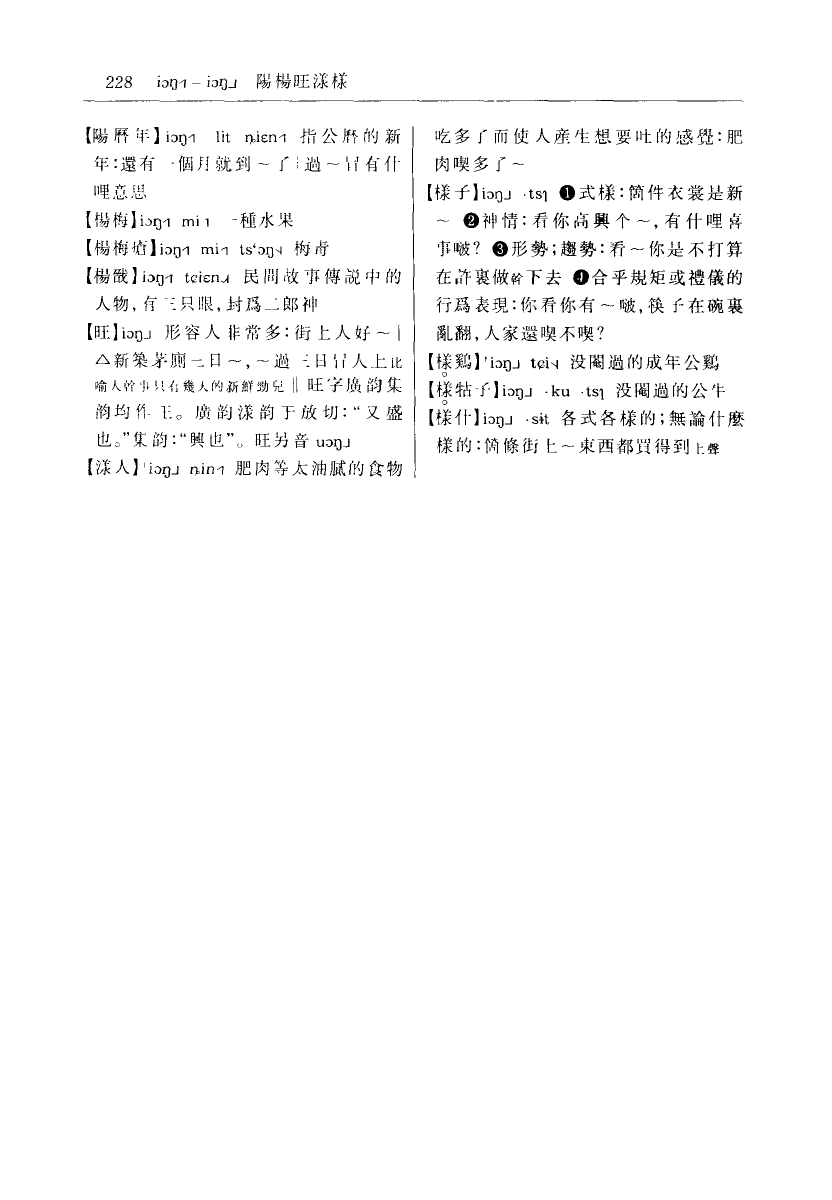 228 iɔŋ˧˥ – iɔŋ˩ 陽楊旺漾樣
【陽曆年】iɔŋ˧˥ lit ȵiɛn˧˥ 指公曆的新
年:還有一個月就到~了|過~冇有什
哩意思
【楊梅】iɔŋ˧˥ mi˧˥ 一種水果
【楊梅瘡】iɔŋ˧˥ mi˧˥ ts‘ɔŋ 梅毒
【楊戩】iɔŋ˧˥ tɕiɛn 民間故事傳説中的
人物,有三只眼,封爲二郎神
【旺】iɔŋ˩ 形容人非常多:街上人好~|
△新築茅廁七日~,~過三日冇人上比
喻人幹事只有幾天的新鮮勁兒‖旺字廣韵集
韵均作王。廣韵漾韵于放切:“又盛
也。”集韵:“興也”。旺另音 uɔŋ˩
【漾人】'iɔŋ˩ ȵin˧˥ 肥肉等太油膩的食物
吃多了而使人産生想要吐的感覺:肥
肉喫多了~
【樣子】iɔŋ˩ ·tsɿ ❶式樣:箇件衣裳是新
~ ❷神情:看你高興个~,有什哩喜
事啵? ❸形勢;趨勢:看~你是不打算
在許裏做幹下去 ❹合乎規矩或禮儀的
行爲表現:你看你有~啵,筷子在碗裏
亂翻,人家還喫不喫?
【樣鷄】'iɔŋ˩ tɕi 没閹過的成年公鷄
【樣牯子】iɔŋ˩ ·ku ·tsɿ 没閹過的公牛
【樣什】iɔŋ˩ ·sɨt 各式各樣的;無論什麽
樣的:箇條街上~東西都買得到上聲